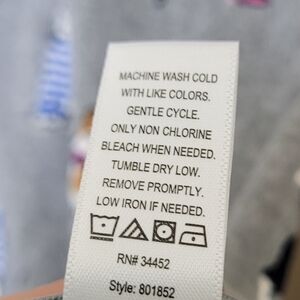 MACHINE WASH COLD
WITH LIKE COLORS.
GENTLE CYCLE.
ONLY NON CHLORINE
BLEACH WHEN NEEDED.
TUMBLE DRY LOW.
REMOVE PROMPTLY.
LOW IRON IF NEEDED.
RN# 34452
Style: 801852